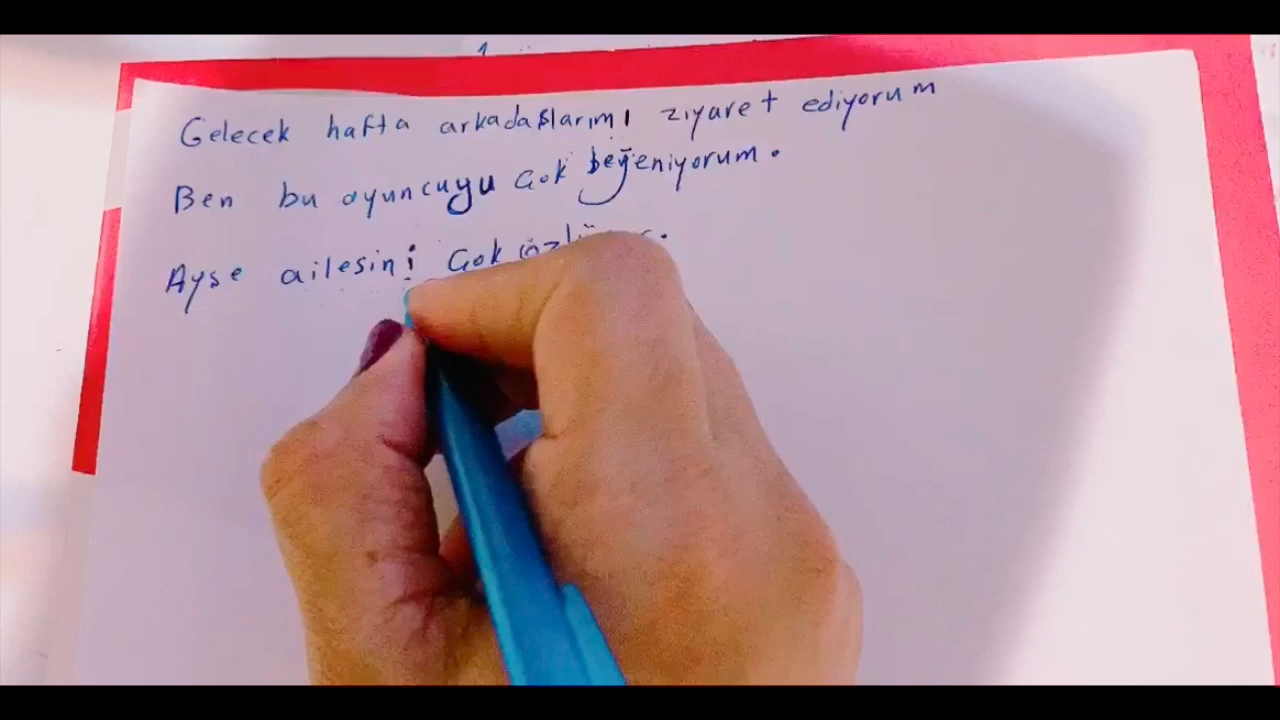 Gelecek hafta arkadaşlarımı ziyaret ediyorum
Ben bu oyuncuyu çok beğeniyorum.
Ayşe ailesini çok